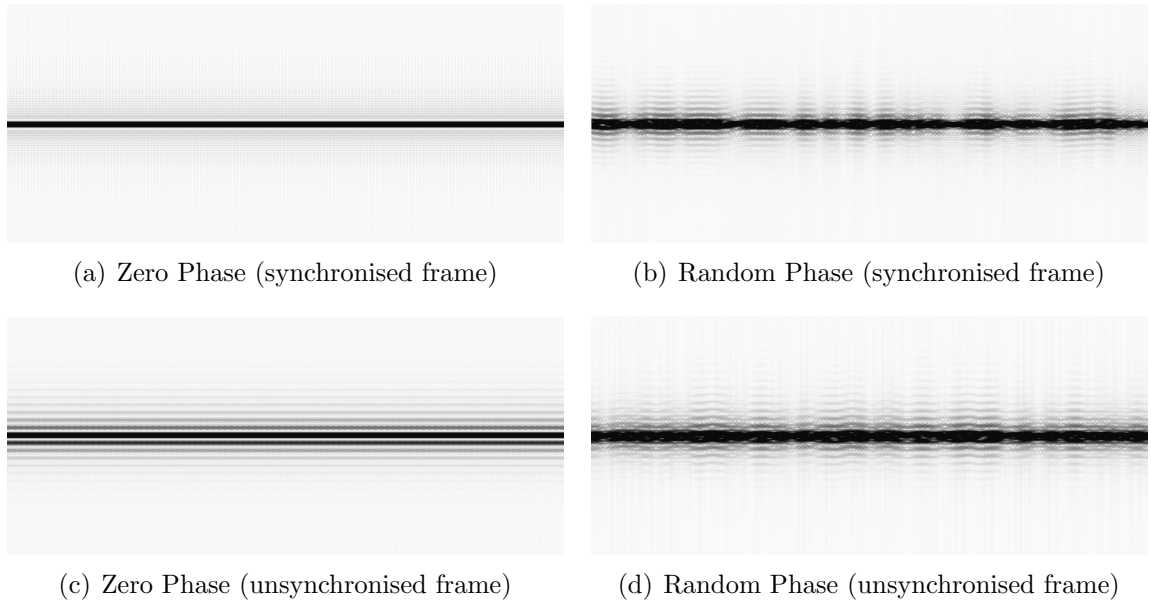 (a) Zero Phase (synchronised frame)
(b) Random Phase (synchronised frame)
(c) Zero Phase (unsynchronised frame)
(d) Random Phase (unsynchronised frame)